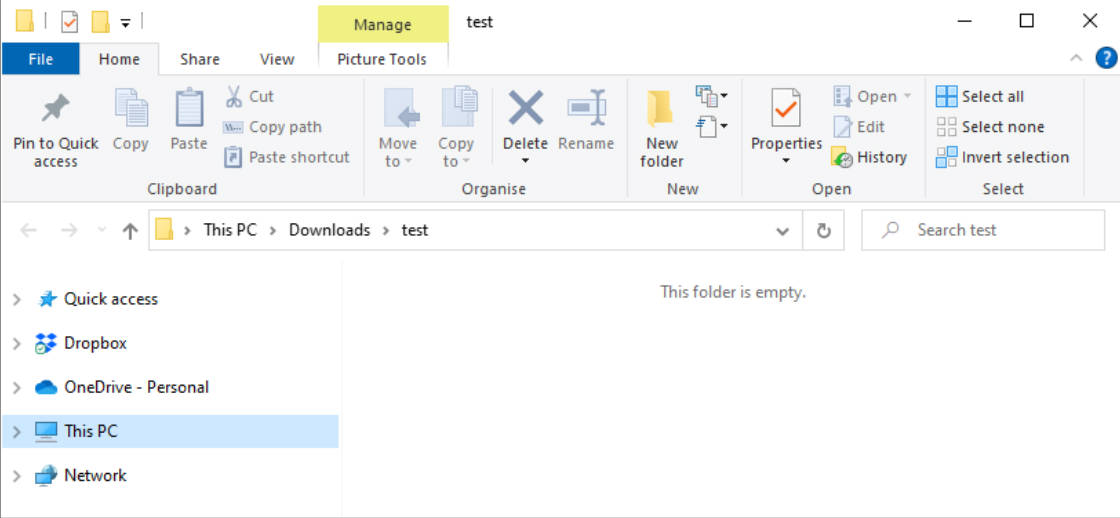 Manage
test
File
Home
Share
View
Picture Tools
?
Pin to Quick
access
Copy
Paste
Cut
W... Copy path
Paste shortcut
Clipboard
Move
to
Copy
to
Delete
Rename
Organise
New
folder
New
Properties
Open
Edit
History
Open
Select all
Select none
Invert selection
Select
This PC
Downloads
test
Search test
Quick access
Dropbox
OneDrive - Personal
This PC
Network
This folder is empty.